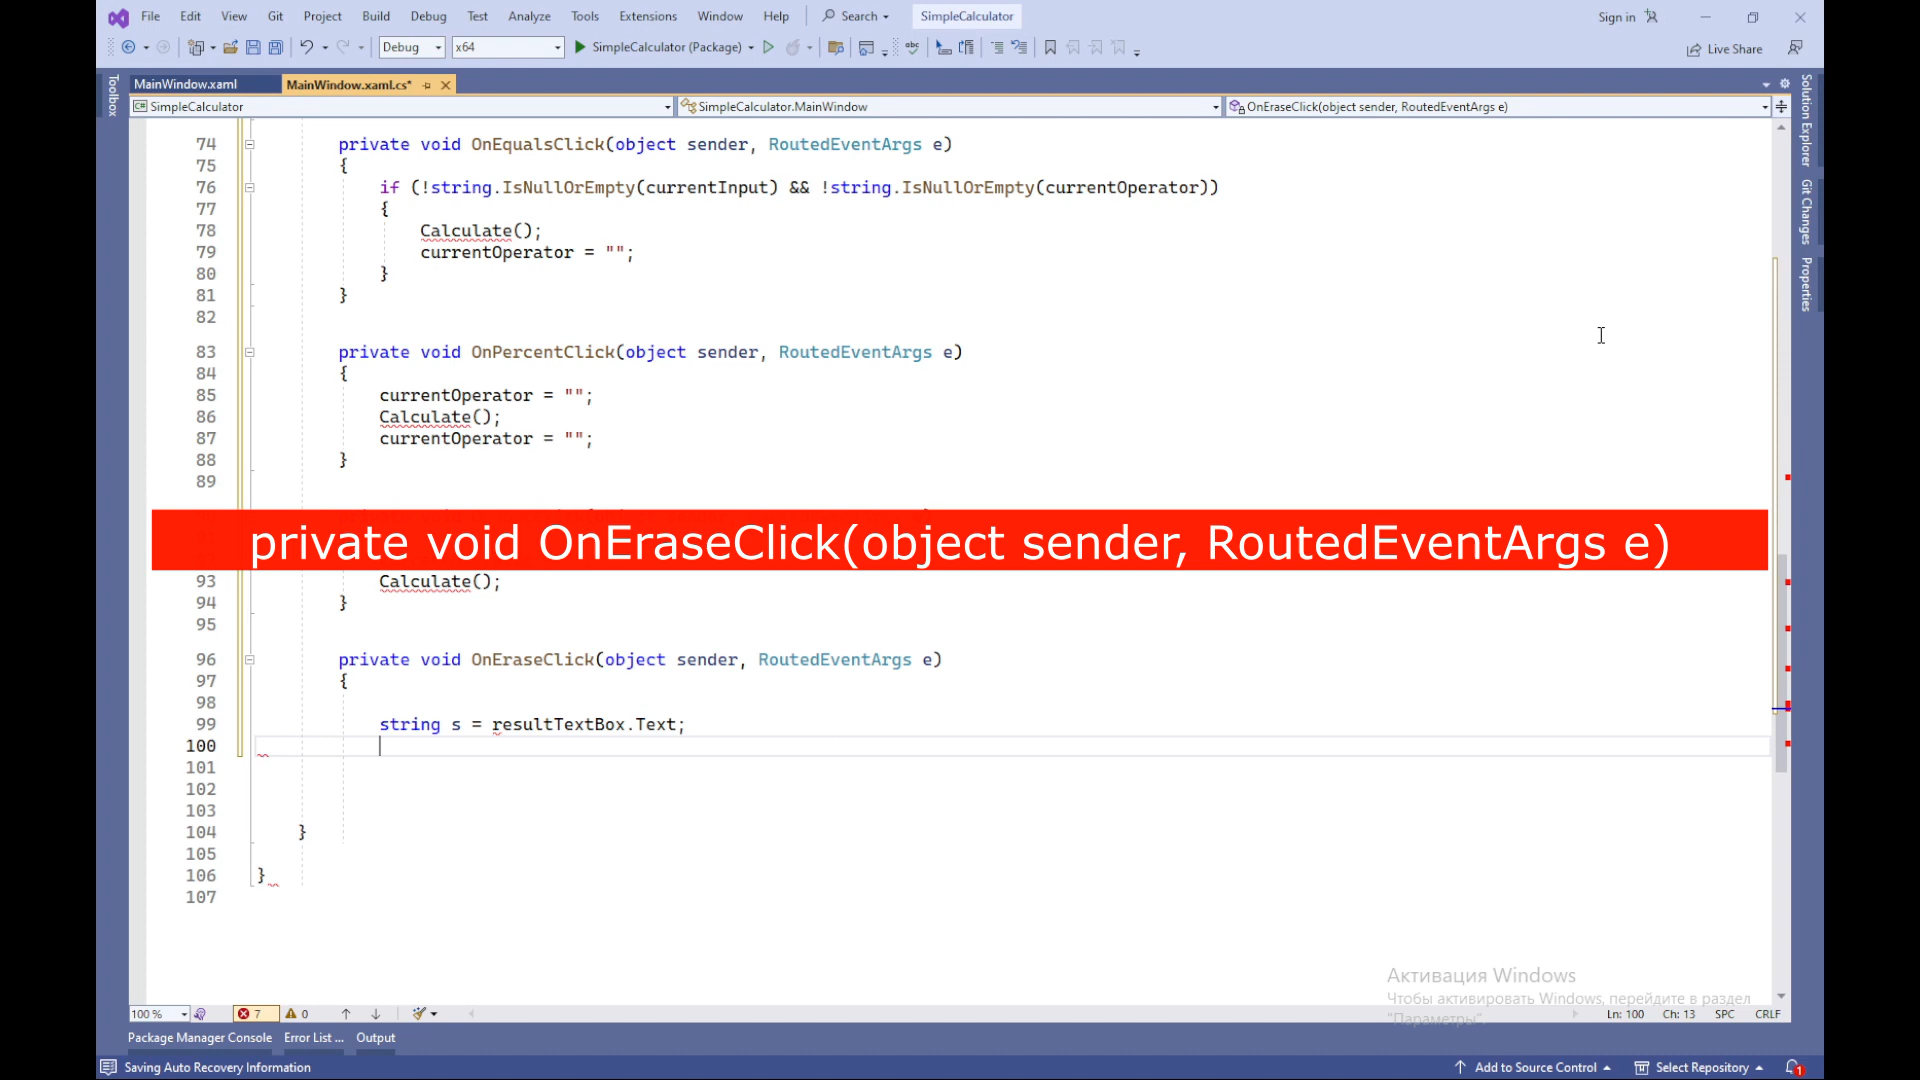 File Edit View Git Project Build Debug Test Analyze Tools Extensions Window Help Search SimpleCalculator Sign in
Debug x64 SimpleCalculator (Package) Live Share
Toolbox
MainWindow.xaml MainWindow.xaml.cs*
SimpleCalculator SimpleCalculator.MainWindow OnEraseClick(object sender, RoutedEventArgs e)
Solution Explorer
Git Changes
Properties
74 private void OnEqualsClick(object sender, RoutedEventArgs e)
75 {
76 if (!string.IsNullOrEmpty(currentInput) && !string.IsNullOrEmpty(currentOperator))
77 {
78 Calculate();
79 currentOperator = "";
80 }
81 }
82
83 private void OnPercentClick(object sender, RoutedEventArgs e)
84 {
85 currentOperator = "";
86 Calculate();
87 currentOperator = "";
88 }
89
private void OnEraseClick(object sender, RoutedEventArgs e)
93 Calculate();
94 }
95
96 private void OnEraseClick(object sender, RoutedEventArgs e)
97 {
98
99 string s = resultTextBox.Text;
100
101
102
103
104 }
105
106 }
107
Активация Windows
Чтобы активировать Windows, перейдите в раздел
"Параметры".
100 % 7 0 Ln: 100 Ch: 13 SPC CRLF
Package Manager Console Error List ... Output
Saving Auto Recovery Information Add to Source Control Select Repository 1